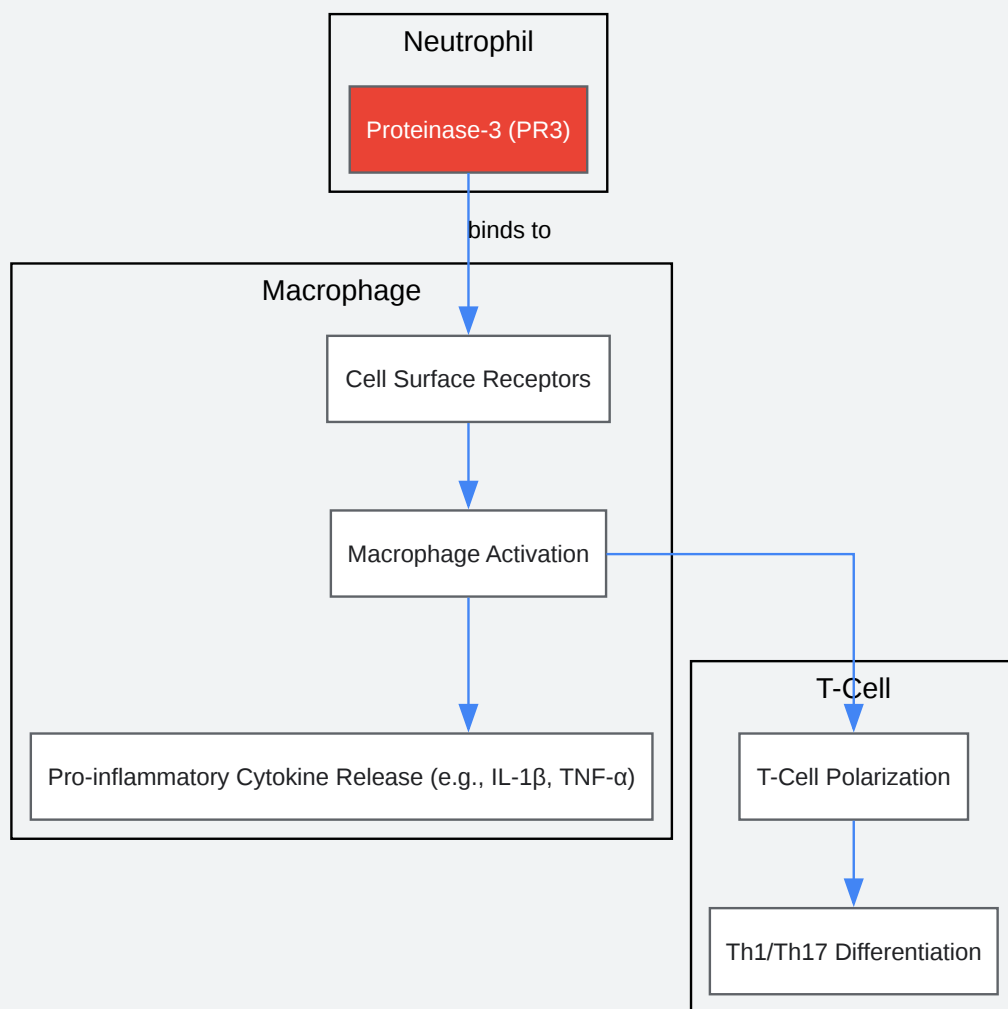 Neutrophil
Proteinase-3 (PR3)
binds to
Macrophage
Cell Surface Receptors
Macrophage Activation
Pro-inflammatory Cytokine Release (e.g., IL-1β, TNF-α)
T-Cell
T-Cell Polarization
Th1/Th17 Differentiation